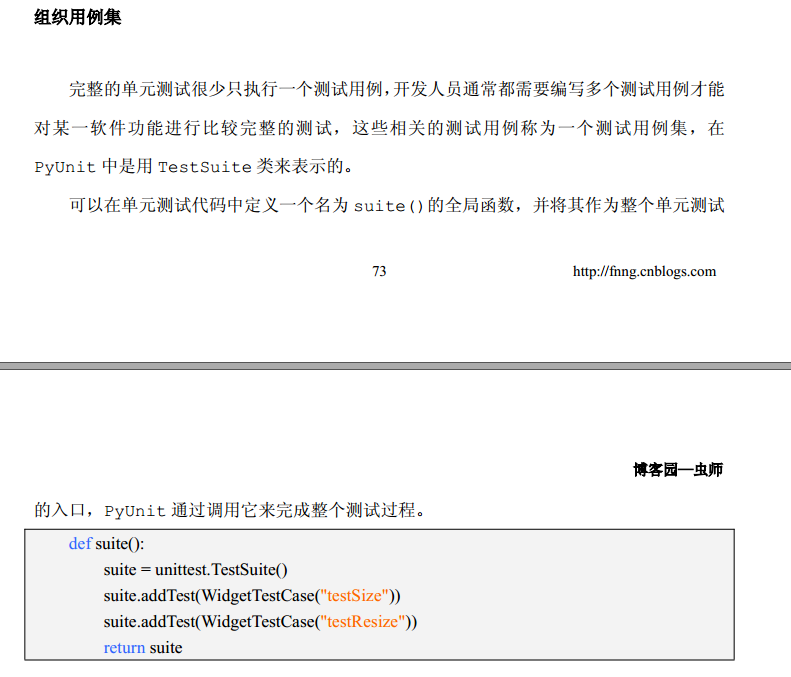 组织用例集
完整的单元测试很少只执行一个测试用例,开发人员通常都需要编写多个测试用例才能
对某一软件功能进行比较完整的测试，这些相关的测试用例称为一个测试用例集，在
PyUnit 中是用 TestSuite 类来表示的。
可以在单元测试代码中定义一个名为 suite()的全局函数，并将其作为整个单元测试
73 http://fnng.cnblogs.com
博客园—虫师
的入口，PyUnit 通过调用它来完成整个测试过程。
def suite():
suite = unittest.TestSuite()
suite.addTest(WidgetTestCase("testSize"))
suite.addTest(WidgetTestCase("testResize"))
return suite